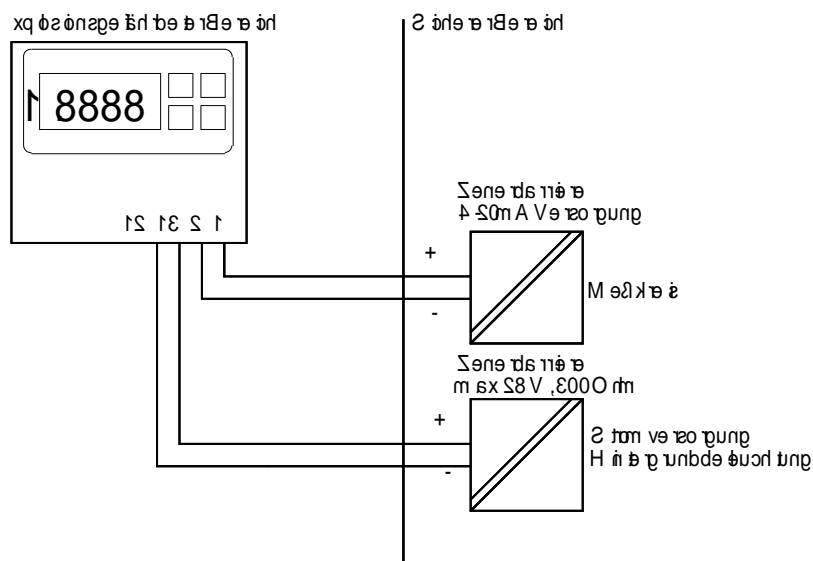 explosionsgefährdeter Bereich
Sicherer Bereich
18888
12 13 2 1
Zenerbarriere
4-20mA Versorgung
+
-
Meßkreis
Zenerbarriere
max 28V, 300Ohm
+
-
Stromversorgung
Hintergrundbeleuchtung